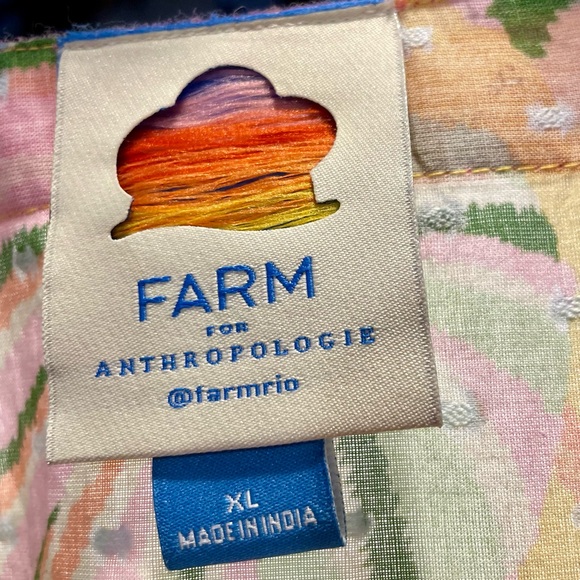 FARM
FOR
ANTHROPOLOGIE
@farmrio
XL
MADE IN INDIA